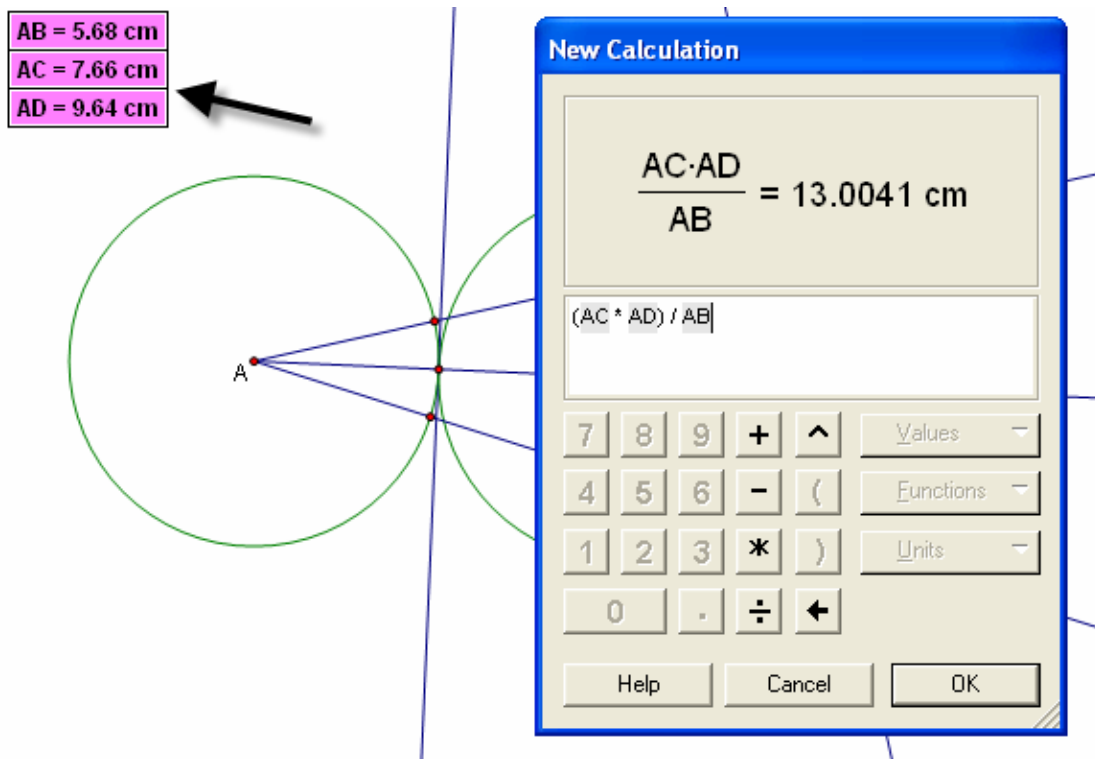 AB = 5.68 cm
AC = 7.66 cm
AD = 9.64 cm
A
New Calculation
AC·AD
AB
= 13.0041 cm
(AC * AD) / AB
7 8 9 + ^ Values
4 5 6 - ( Functions
1 2 3 * ) Units
0 . ÷
Help Cancel OK